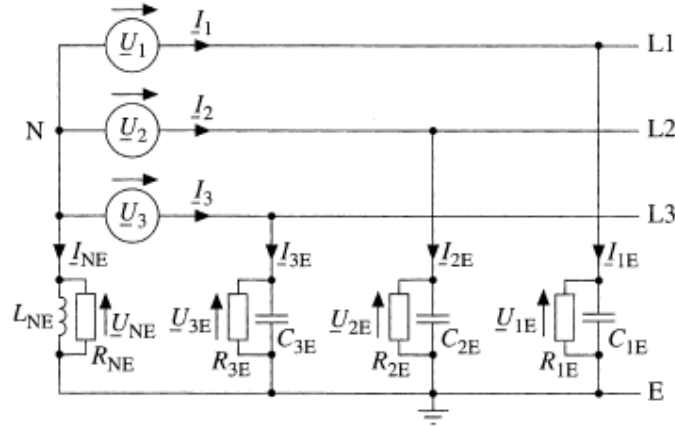 I1 L1
U1
I2 L2
N U2
I3 L3
U3
INE I3E I2E I1E
LNE UNE U3E U2E U1E
RNE R3E C3E R2E C2E R1E C1E
E